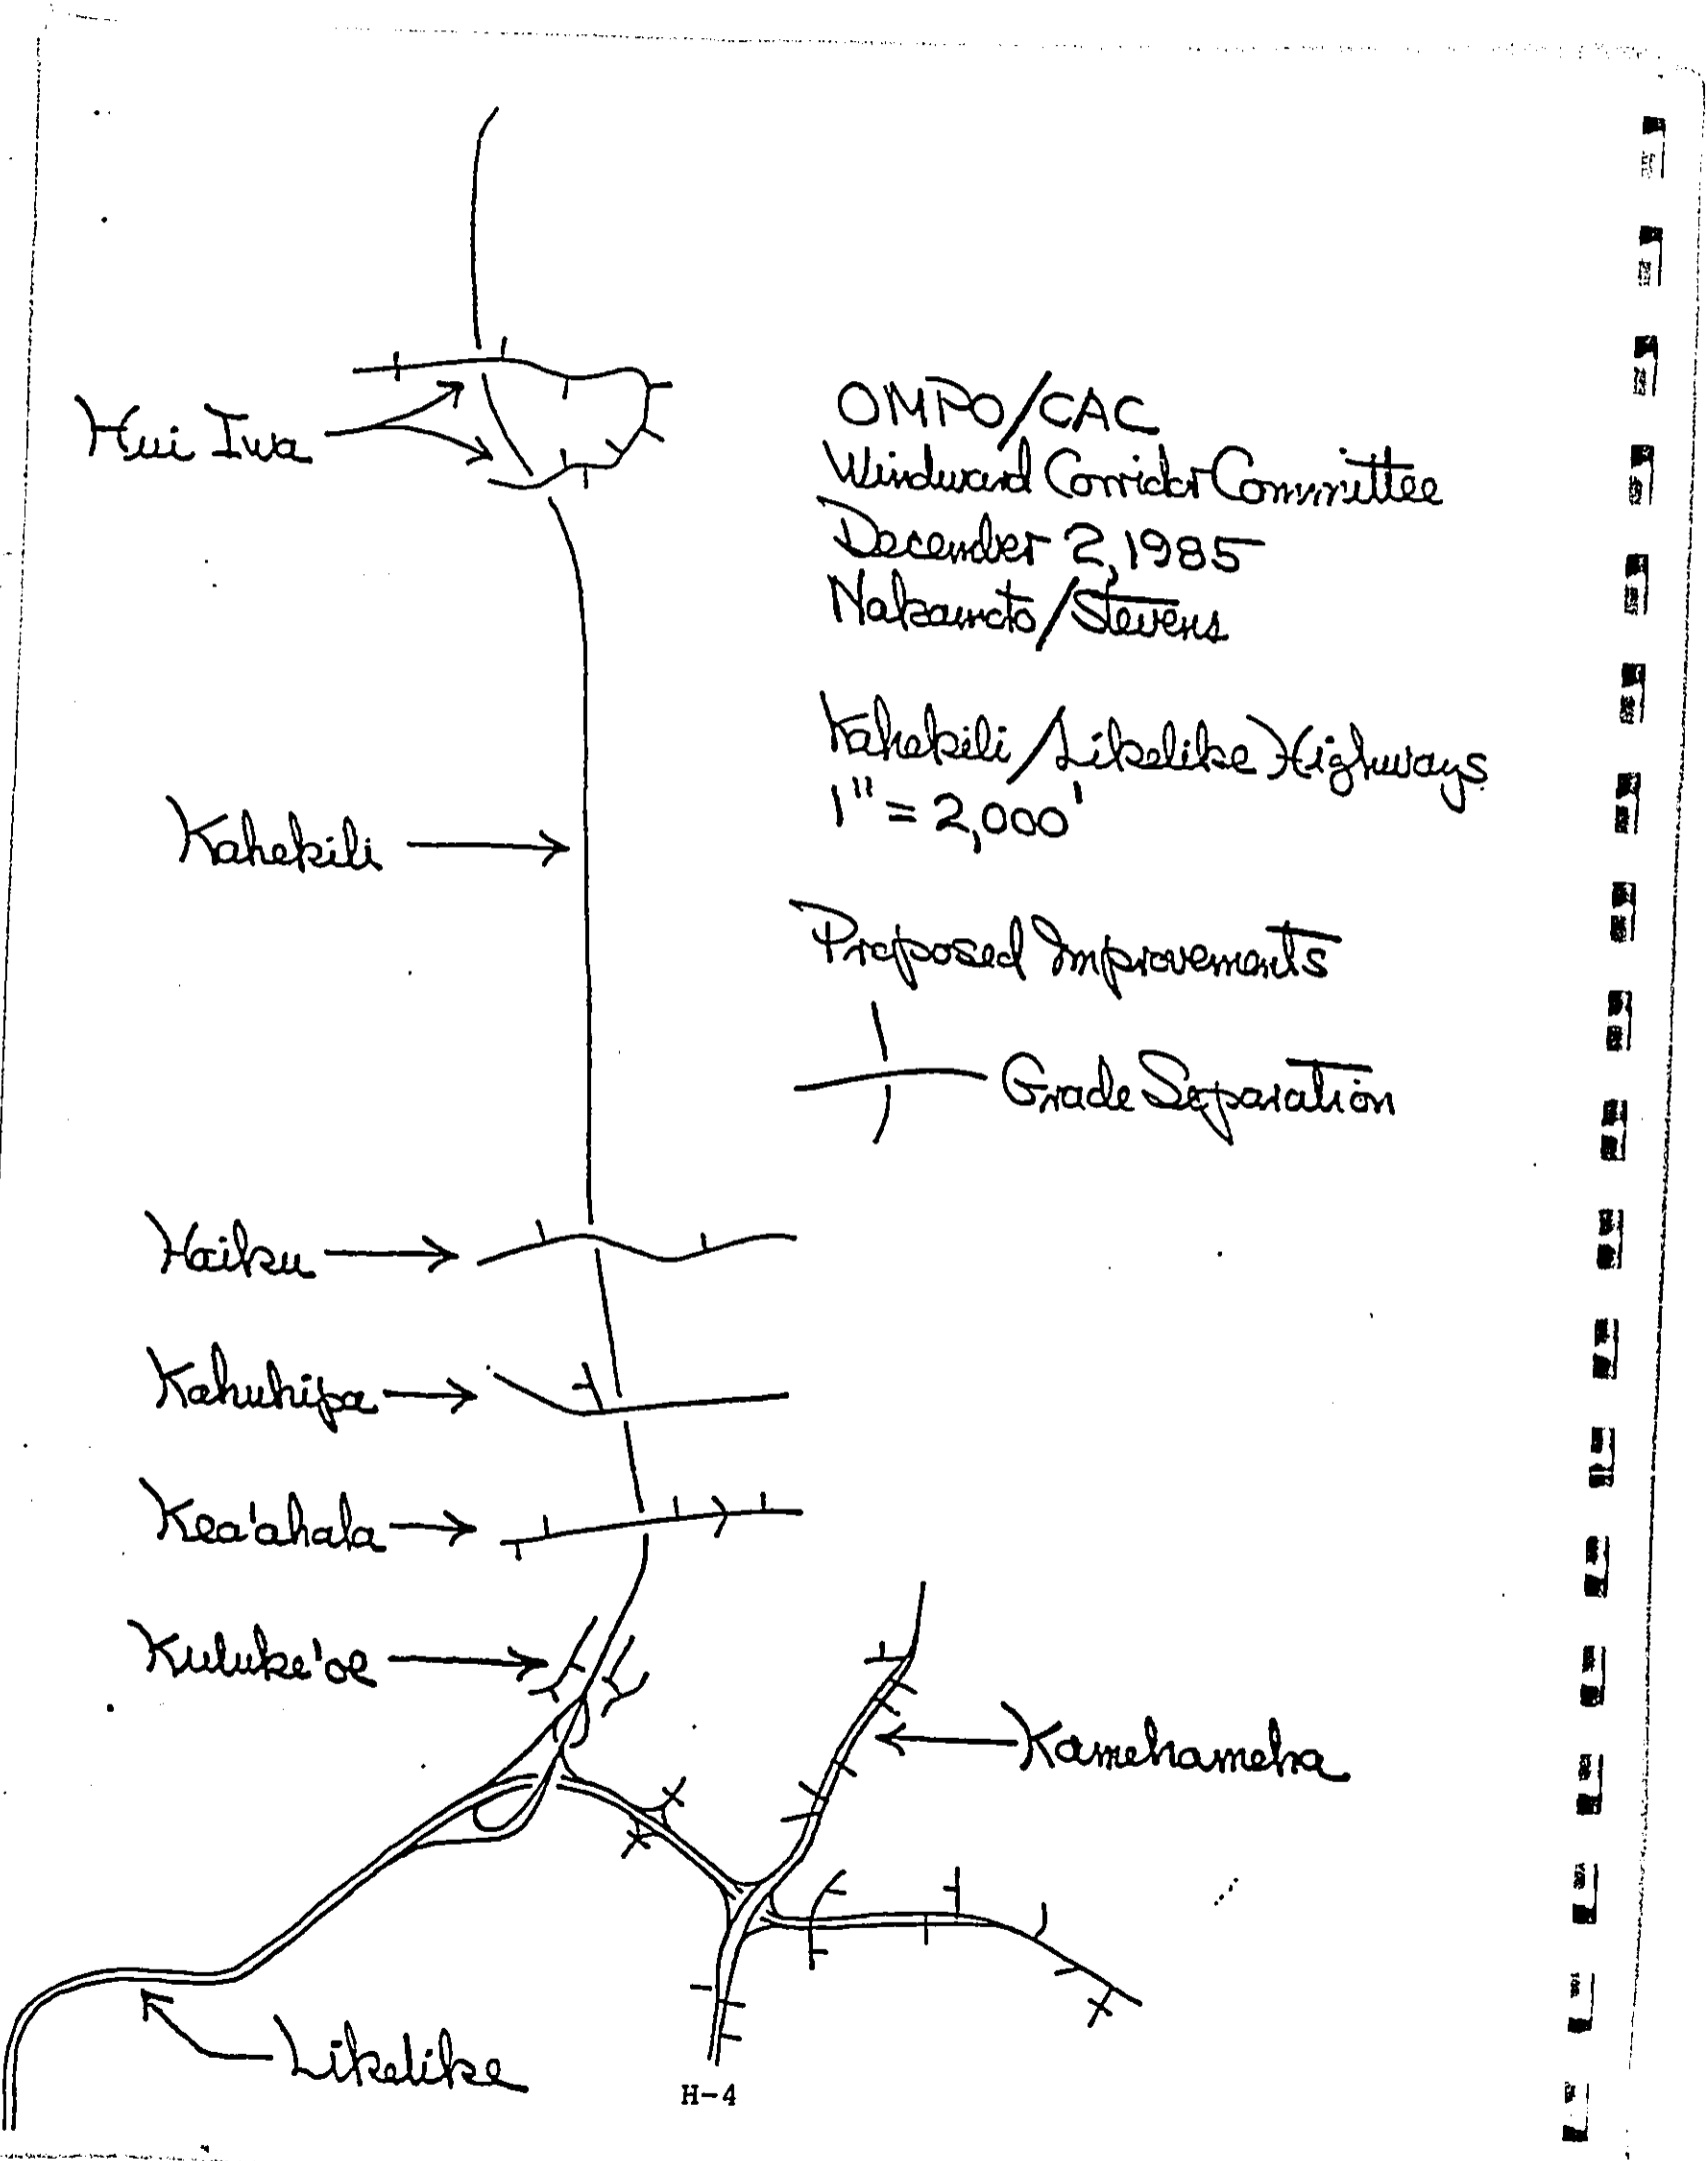 Hui Iwa
OMPO/CAC
Windward Corridor Committee
December 2, 1985
Nakamoto/Stevens
Kahekili/Likelike Highways
1" = 2,000'
Kahekili
Proposed Improvements
Grade Separation
Haiku
Kahuhipa
Kea'ahala
Kuluke'oe
Kamehameha
Likelike
H-4